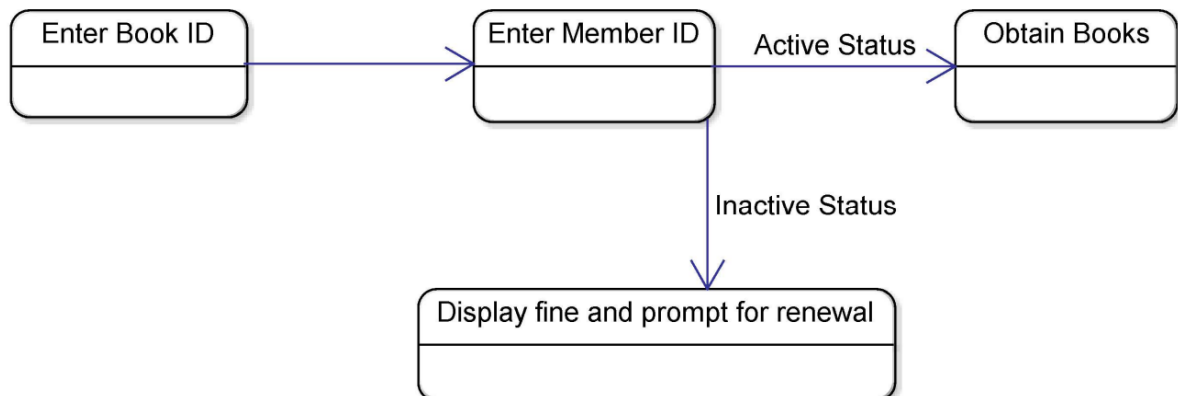 Enter Book ID
Enter Member ID
Active Status
Obtain Books
Inactive Status
Display fine and prompt for renewal